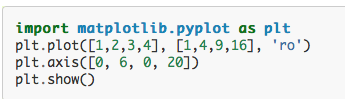 import matplotlib.pyplot as plt
plt.plot([1,2,3,4], [1,4,9,16], 'ro')
plt.axis([0, 6, 0, 20])
plt.show()